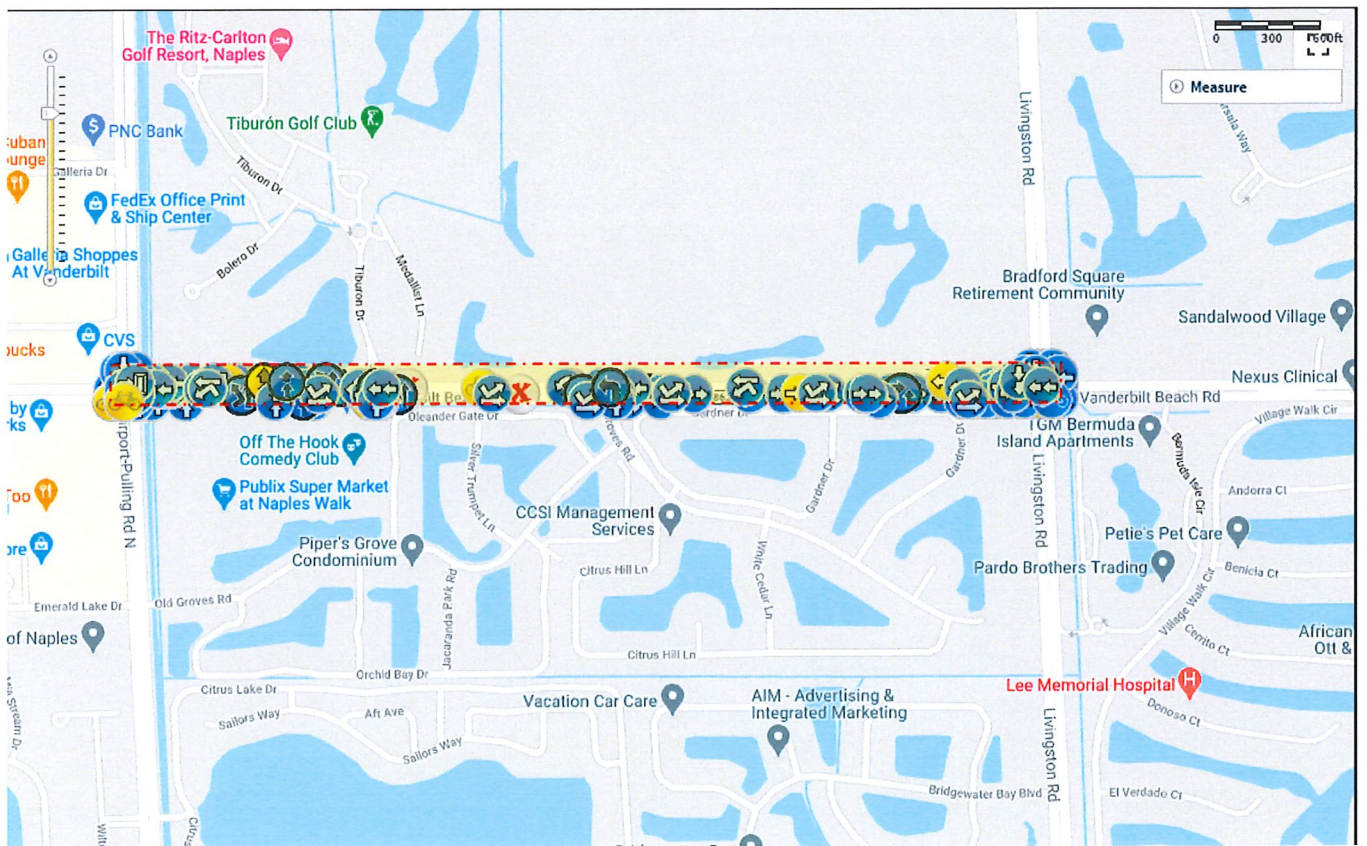 The Ritz-Carlton
Golf Resort, Naples
0 300 600ft
Measure
PNC Bank
Tiburón Golf Club
Livingston Rd
Galleria Dr
Tiburon Dr
FedEx Office Print
& Ship Center
Galleria Shoppes
At Vanderbilt
Bolero Dr
Tiburon Dr
Medallist Ln
Bradford Square
Retirement Community
Sandalwood Village
CVS
Nexus Clinical
Vanderbilt Beach Rd
Oleander Gate Dr
Gardner Dr
Village Walk Cir
TGM Bermuda
Island Apartments
Off The Hook
Comedy Club
Publix Super Market
at Naples Walk
Silver Trumpet Ln
Gardner Dr
Gardner Dr
Livingston Rd
Bermuda Isle Cir
Andorra Ct
CCSI Management
Services
Petie's Pet Care
Piper's Grove
Condominium
Citrus Hill Ln
White Cedar Ln
Pardo Brothers Trading
Benicia Ct
Emerald Lake Dr
Old Groves Rd
Jacaranda Park Rd
Village Walk Cir
of Naples
Citrus Hill Ln
Cerrito Ct
African
Ott &
Orchid Bay Dr
Citrus Lake Dr
Lee Memorial Hospital
Sailors Way
Aft Ave
Vacation Car Care
AIM - Advertising &
Integrated Marketing
Donoso Ct
Sailors Way
Livingston Rd
Bridgewater Bay Blvd
El Verdado Ct